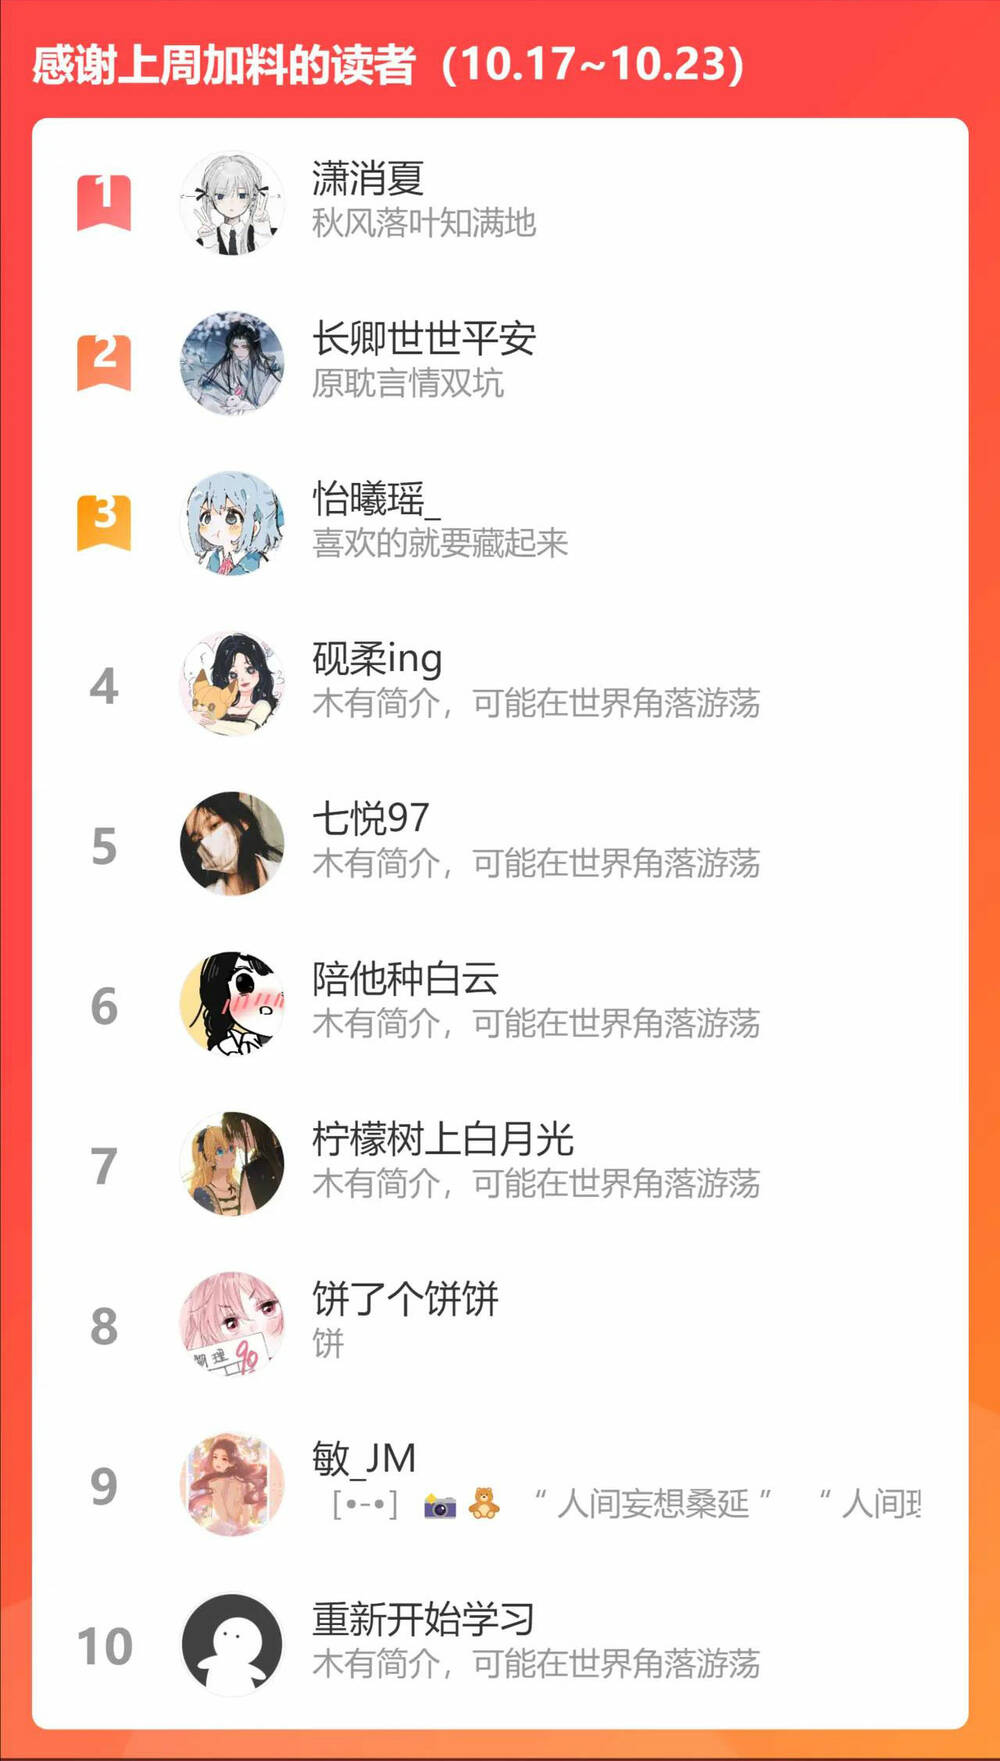 感谢上周加料的读者（10.17~10.23）
1
潇消夏
秋风落叶知满地
2
长卿世世平安
原耽言情双坑
3
怡曦瑶_
喜欢的就要藏起来
4
砚柔ing
木有简介，可能在世界角落游荡
5
七悦97
木有简介，可能在世界角落游荡
6
陪他种白云
木有简介，可能在世界角落游荡
7
柠檬树上白月光
木有简介，可能在世界角落游荡
8
饼了个饼饼
饼
物理 90
9
敏_JM
[•-•] 📸🧸 “ 人间妄想桑延 ” “ 人间
10
重新开始学习
木有简介，可能在世界角落游荡